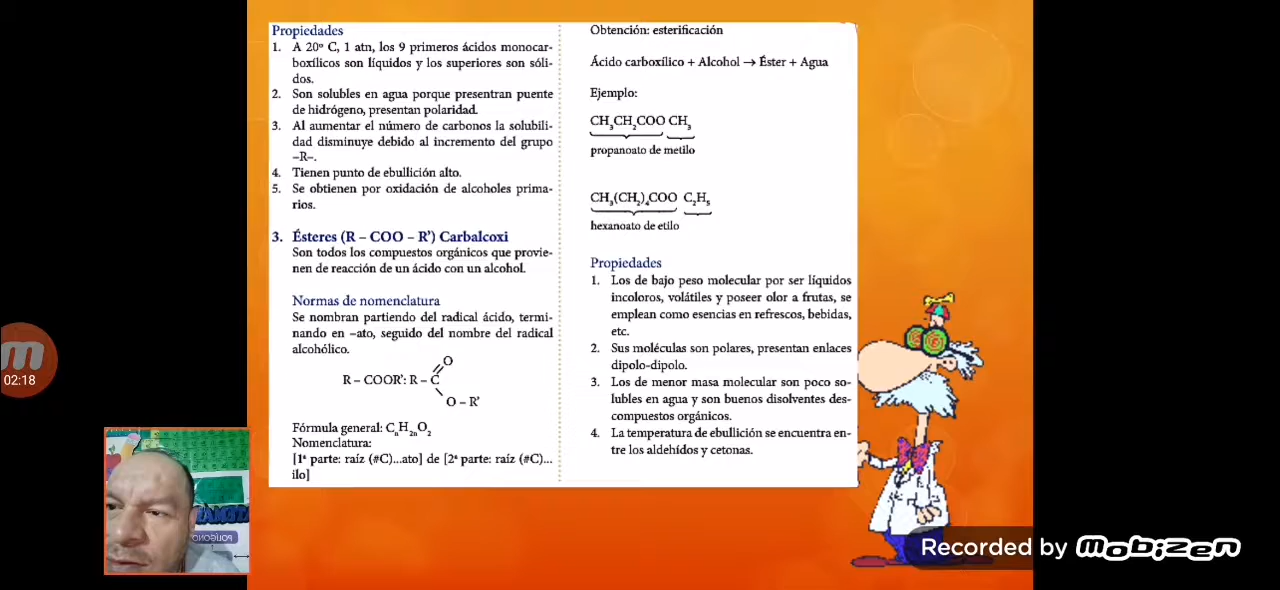 Propiedades
1. A 20º C, 1 atn, los 9 primeros ácidos monocar-
boxílicos son líquidos y los superiores son sóli-
dos.
2. Son solubles en agua porque presentran puente
de hidrógeno, presentan polaridad.
3. Al aumentar el número de carbonos la solubili-
dad disminuye debido al incremento del grupo
–R–.
4. Tienen punto de ebullición alto.
5. Se obtienen por oxidación de alcoholes prima-
rios.
3. Ésteres (R – COO – R’) Carbalcoxi
Son todos los compuestos orgánicos que provie-
nen de reacción de un ácido con un alcohol.
Normas de nomenclatura
Se nombran partiendo del radical ácido, termi-
nando en –ato, seguido del nombre del radical
alcohólico.
O
R – COOR’: R – C
O – R’
Fórmula general: CₙH₂ₙO₂
Nomenclatura:
[1ª parte: raíz (#C)...ato] de [2ª parte: raíz (#C)...
ilo]
Obtención: esterificación
Ácido carboxílico + Alcohol → Éster + Agua
Ejemplo:
CH₃CH₂COO CH₃
propanoato de metilo
CH₃(CH₂)₄COO C₂H₅
hexanoato de etilo
Propiedades
1. Los de bajo peso molecular por ser líquidos
incoloros, volátiles y poseer olor a frutas, se
emplean como esencias en refrescos, bebidas,
etc.
2. Sus moléculas son polares, presentan enlaces
dipolo-dipolo.
3. Los de menor masa molecular son poco so-
lubles en agua y son buenos disolventes des-
compuestos orgánicos.
4. La temperatura de ebullición se encuentra en-
tre los aldehídos y cetonas.
m
02:18
Recorded by mobizen